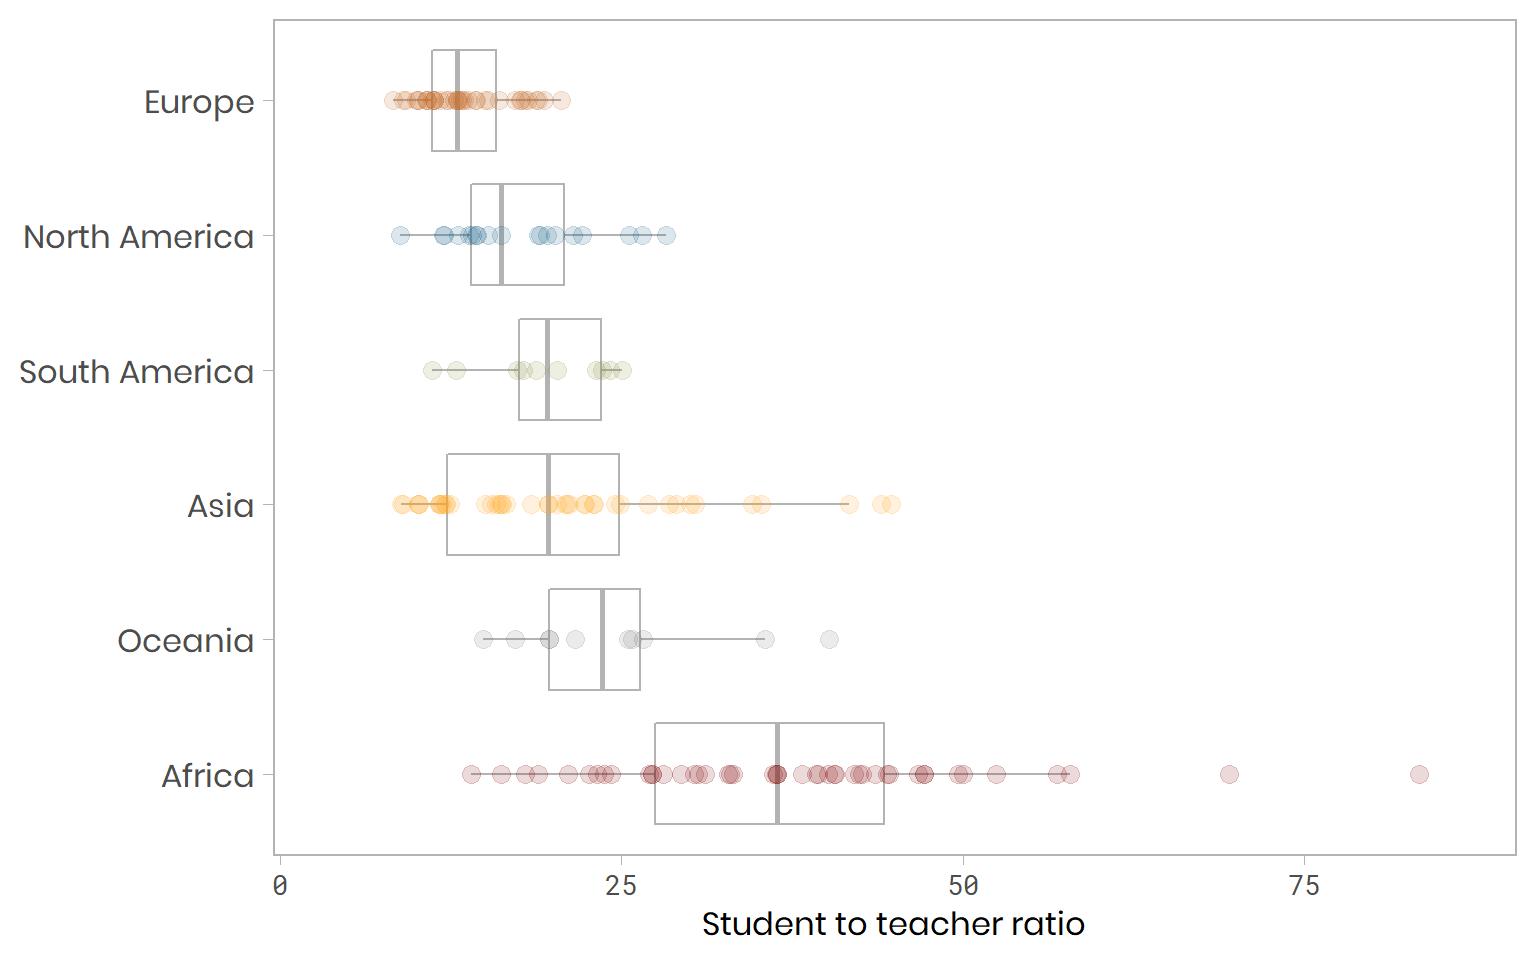 Europe
North America
South America
Asia
Oceania
Africa
0 25 50 75
Student to teacher ratio